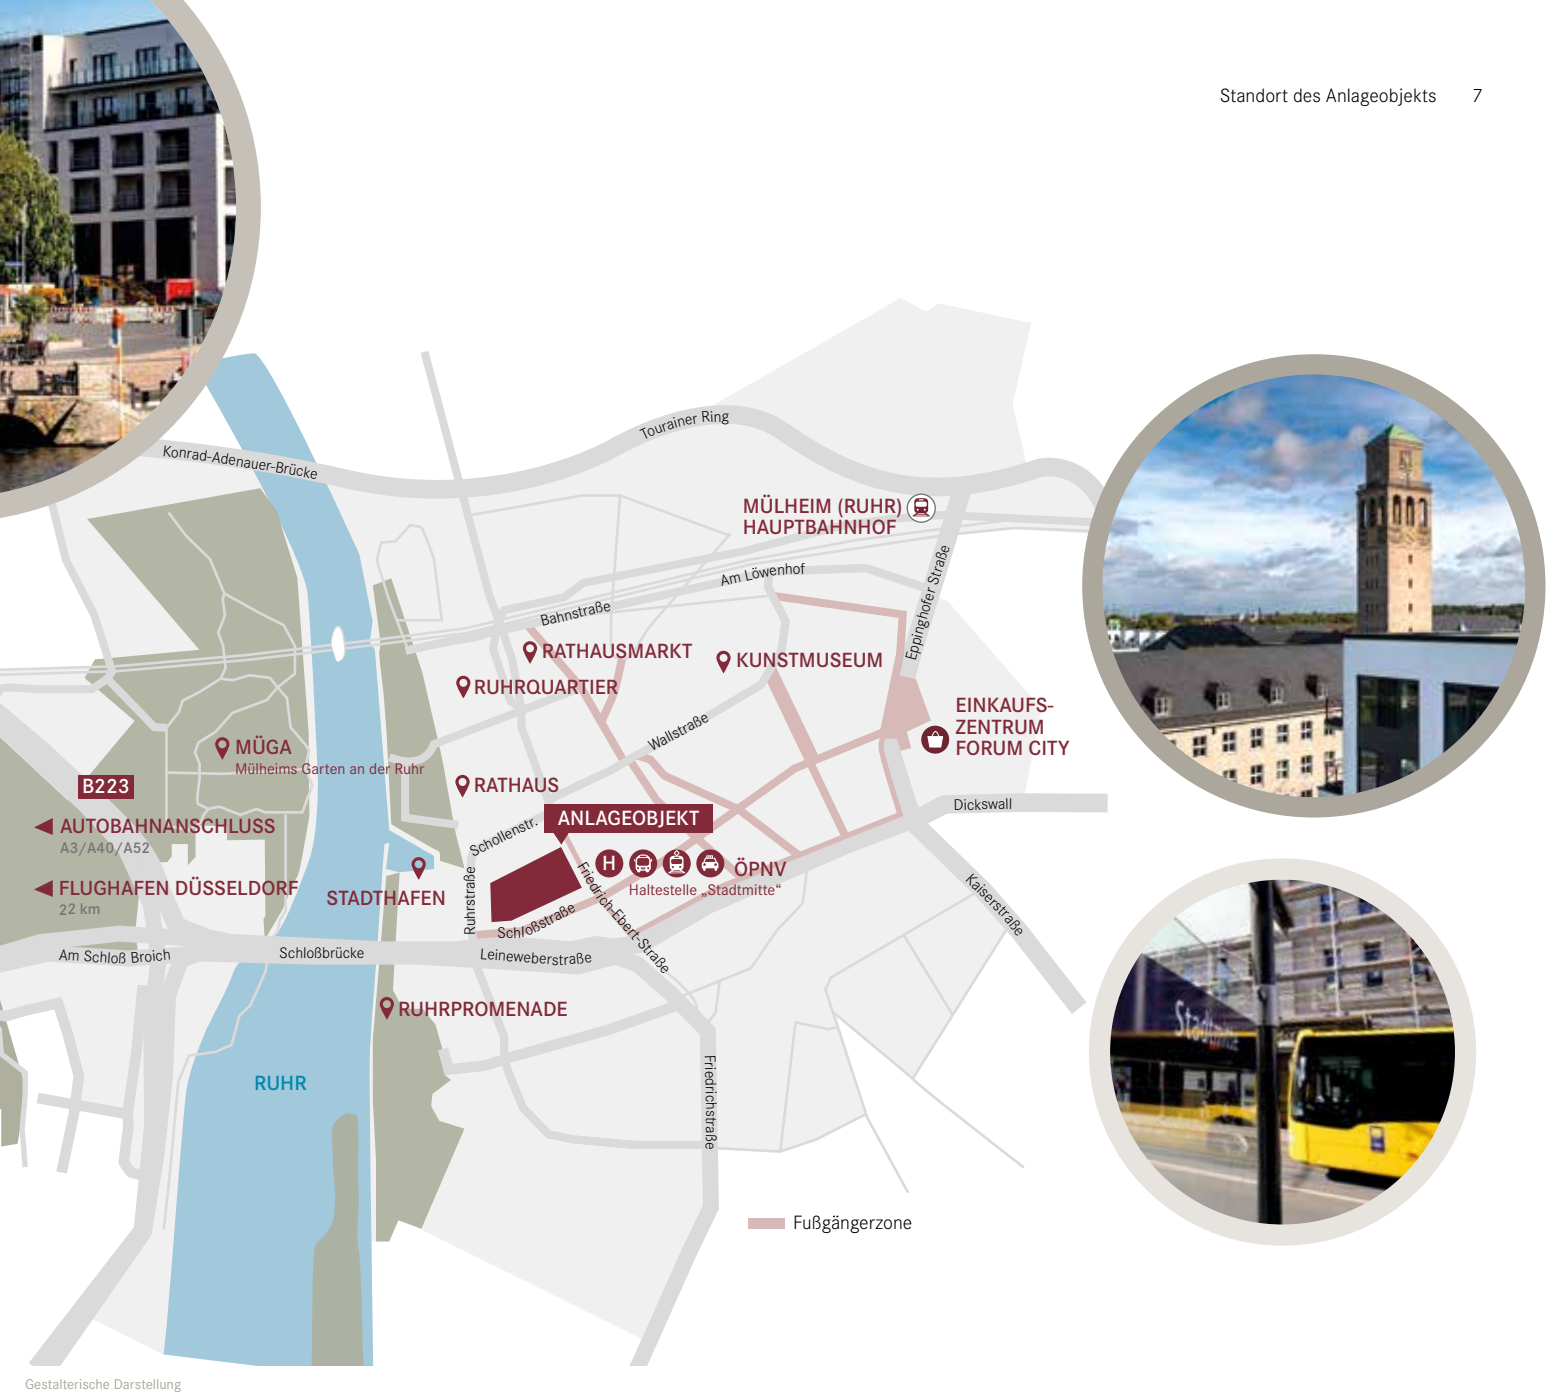 Standort des Anlageobjekts 7
Konrad-Adenauer-Brücke
Tourainer Ring
MÜLHEIM (RUHR)
HAUPTBAHNHOF
Am Löwenhof
Bahnstraße
Eppinghofer Straße
RATHAUSMARKT
KUNSTMUSEUM
RUHRQUARTIER
Wallstraße
EINKAUFS-
ZENTRUM
FORUM CITY
MÜGA
Mülheims Garten an der Ruhr
B223
RATHAUS
Dickswall
AUTOBAHNANSCHLUSS
A3/A40/A52
Schollenstr.
ANLAGEOBJEKT
H
ÖPNV
Haltestelle „Stadtmitte“
FLUGHAFEN DÜSSELDORF
22 km
STADTHAFEN
Ruhrstraße
Schloßstraße
Friedrich-Ebert-Straße
Kaiserstraße
Am Schloß Broich
Schloßbrücke
Leineweberstraße
RUHRPROMENADE
Stadtmitte
RUHR
Friedrichstraße
Fußgängerzone
Gestalterische Darstellung